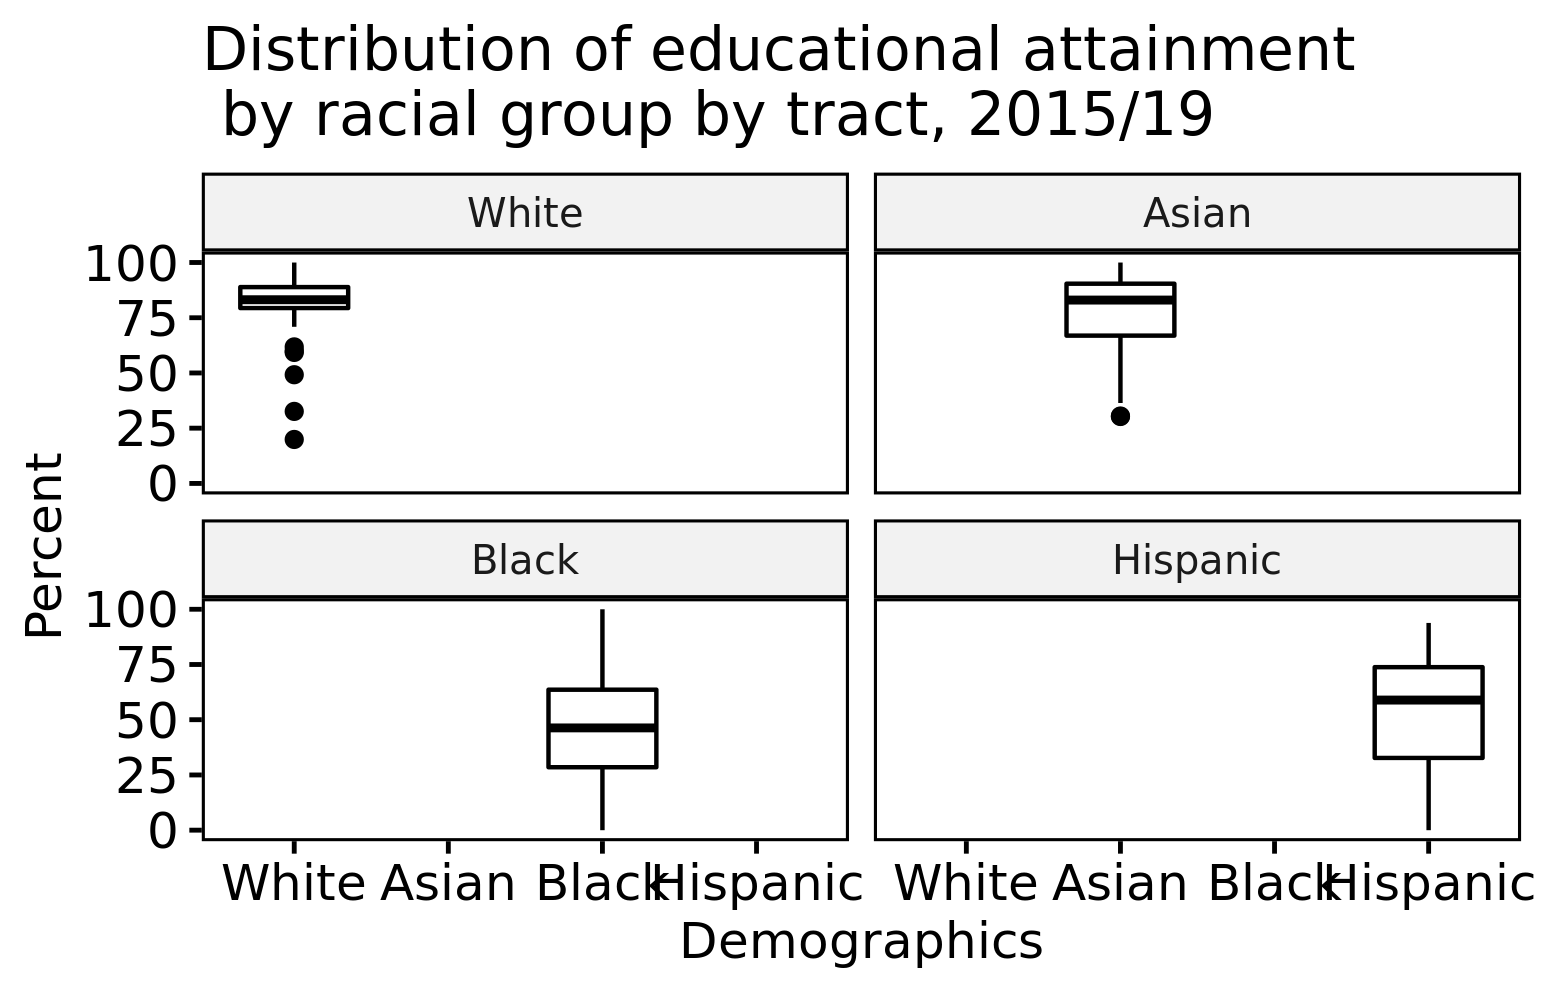 Distribution of educational attainment
by racial group by tract, 2015/19
White
Asian
100
75
50
25
0
Percent
Black
Hispanic
100
75
50
25
0
White Asian Black Hispanic White Asian Black Hispanic
Demographics